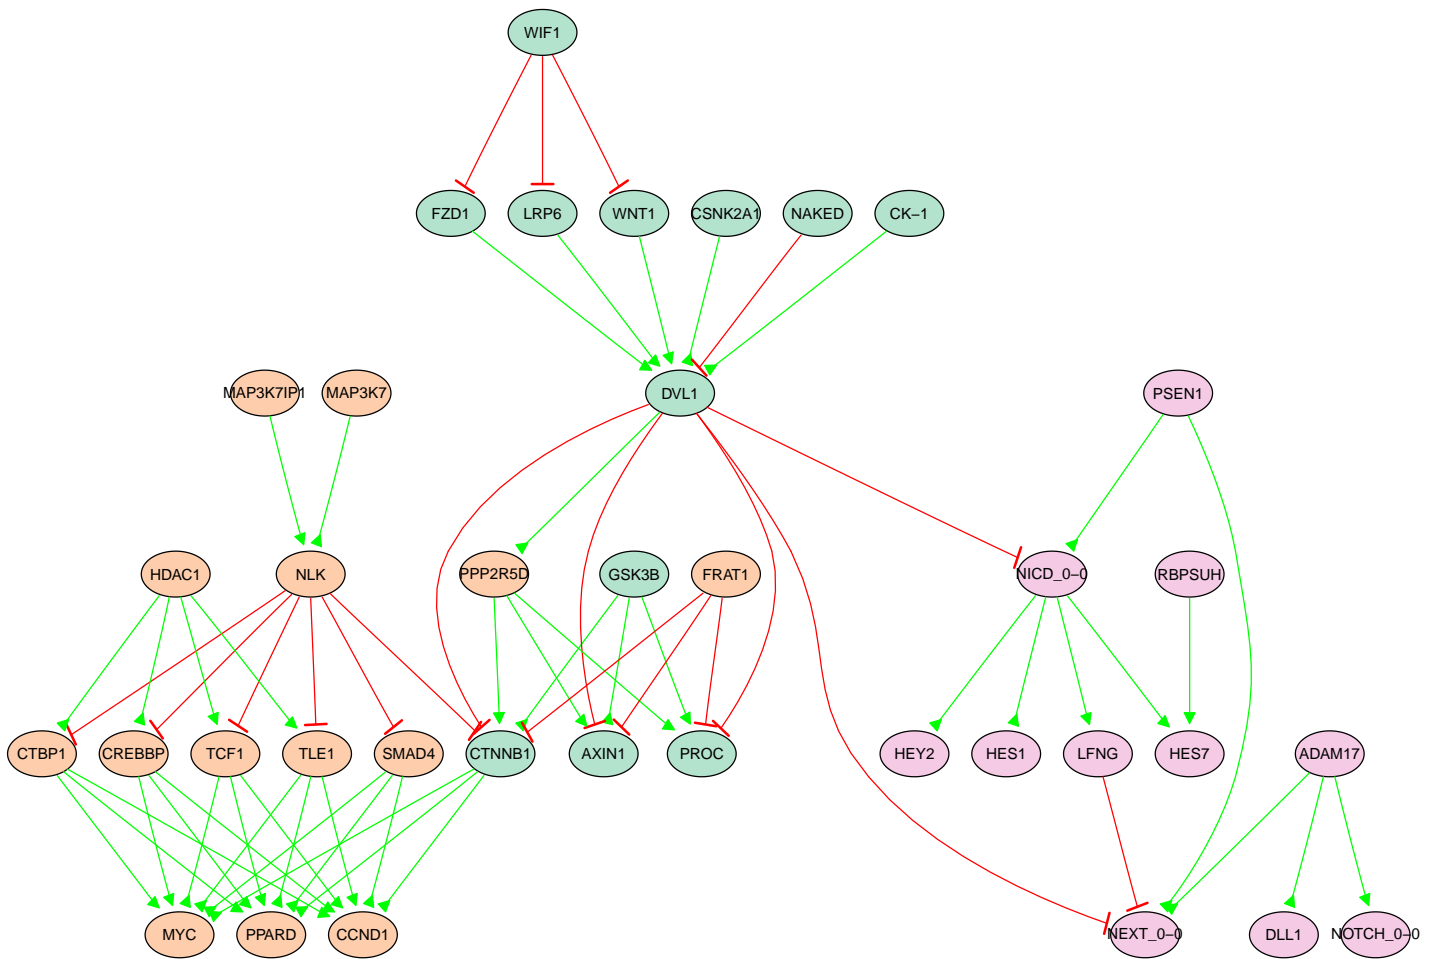 WIF1
FZD1
LRP6
WNT1
CSNK2A1
NAKED
CK−1
MAP3K7IP1
MAP3K7
DVL1
PSEN1
HDAC1
NLK
PPP2R5D
GSK3B
FRAT1
NICD_0−0
RBPSUH
CTBP1
CREBBP
TCF1
TLE1
SMAD4
CTNNB1
AXIN1
PROC
HEY2
HES1
LFNG
HES7
ADAM17
MYC
PPARD
CCND1
NEXT_0−0
DLL1
NOTCH_0−0